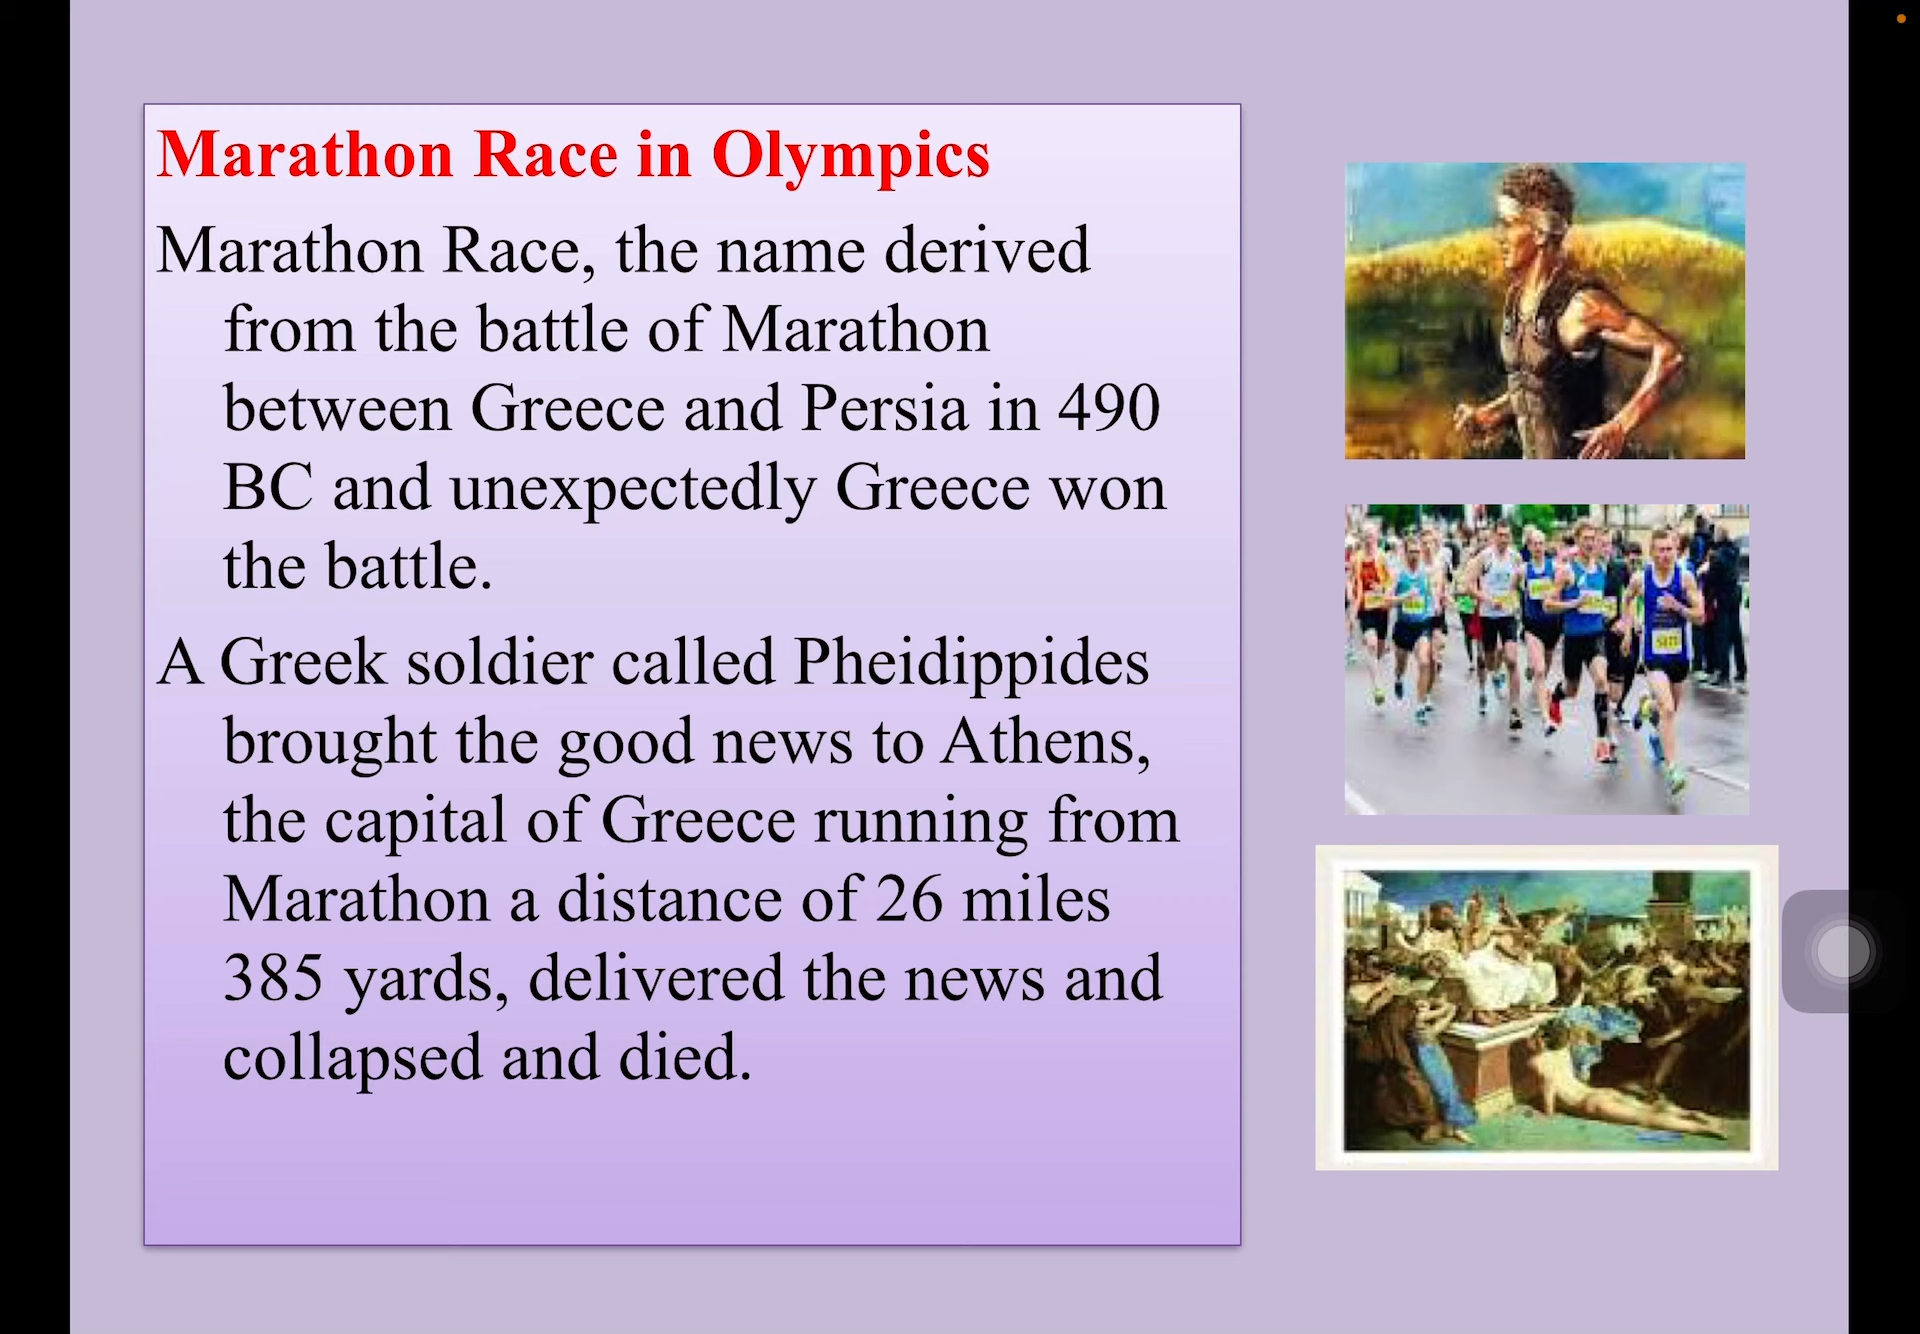 Marathon Race in Olympics
Marathon Race, the name derived
from the battle of Marathon
between Greece and Persia in 490
BC and unexpectedly Greece won
the battle.
A Greek soldier called Pheidippides
brought the good news to Athens,
the capital of Greece running from
Marathon a distance of 26 miles
385 yards, delivered the news and
collapsed and died.